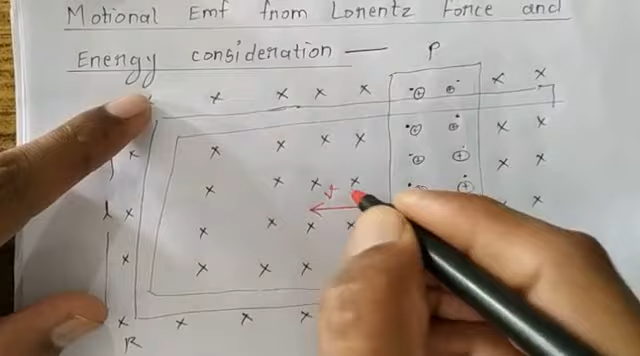 Motional Emf from Lorentz Force and
Energy consideration —
P
l
v
R